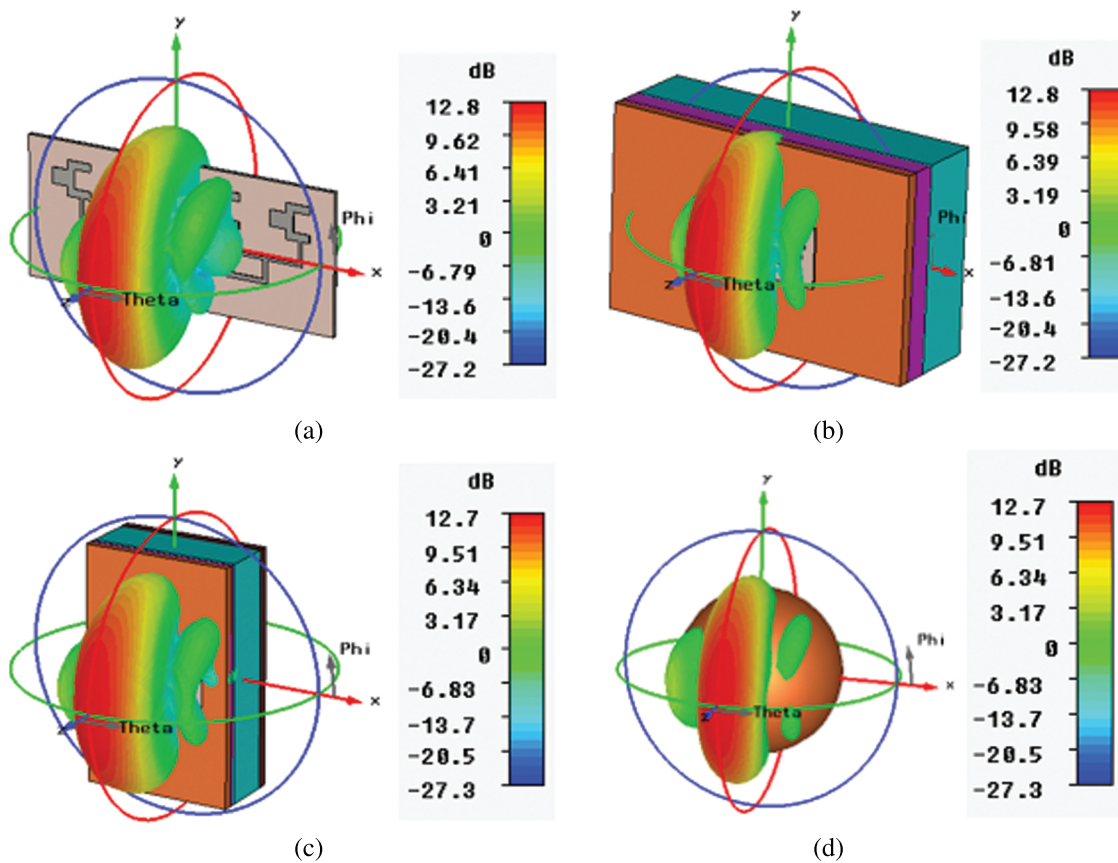 y
Phi
x
z
Theta
dB
12.8
9.62
6.41
3.21
0
-6.79
-13.6
-20.4
-27.2
(a)
y
Phi
x
z
Theta
dB
12.8
9.58
6.39
3.19
0
-6.81
-13.6
-20.4
-27.2
(b)
y
Phi
x
z
Theta
dB
12.7
9.51
6.34
3.17
0
-6.83
-13.7
-20.5
-27.3
(c)
y
Phi
x
z
Theta
dB
12.7
9.51
6.34
3.17
0
-6.83
-13.7
-20.5
-27.3
(d)